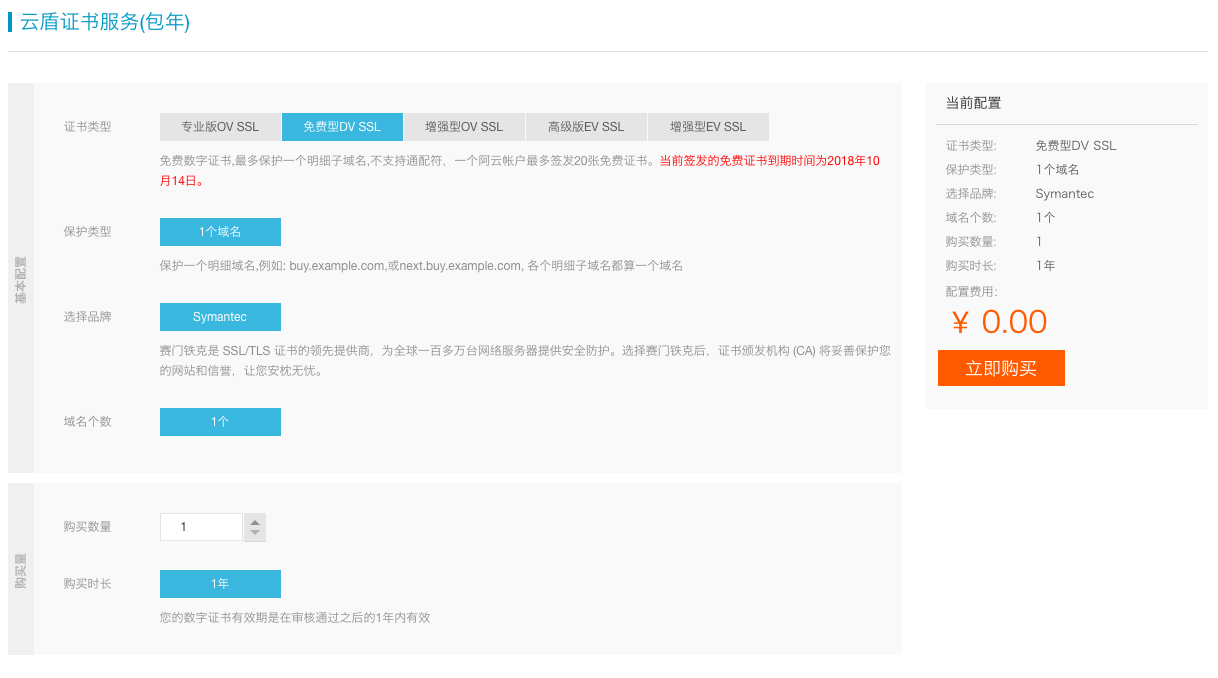 云盾证书服务(包年)
基本配置
证书类型
专业版OV SSL
免费型DV SSL
增强型OV SSL
高级版EV SSL
增强型EV SSL
免费数字证书,最多保护一个明细子域名,不支持通配符，一个阿云帐户最多签发20张免费证书。当前签发的免费证书到期时间为2018年10
月14日。
保护类型
1个域名
保护一个明细域名,例如: buy.example.com,或next.buy.example.com, 各个明细子域名都算一个域名
选择品牌
Symantec
赛门铁克是 SSL/TLS 证书的领先提供商，为全球一百多万台网络服务器提供安全防护。选择赛门铁克后，证书颁发机构 (CA) 将妥善保护您
的网站和信誉，让您安枕无忧。
域名个数
1个
购买量
购买数量
1
购买时长
1年
您的数字证书有效期是在审核通过之后的1年内有效
当前配置
证书类型: 免费型DV SSL
保护类型: 1个域名
选择品牌: Symantec
域名个数: 1个
购买数量: 1
购买时长: 1年
配置费用:
¥ 0.00
立即购买